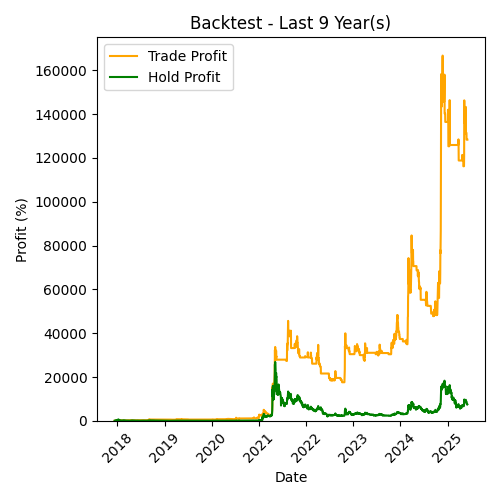 Backtest - Last 9 Year(s)
Trade Profit
Hold Profit
Profit (%)
160000
140000
120000
100000
80000
60000
40000
20000
0
2018 2019 2020 2021 2022 2023 2024 2025
Date